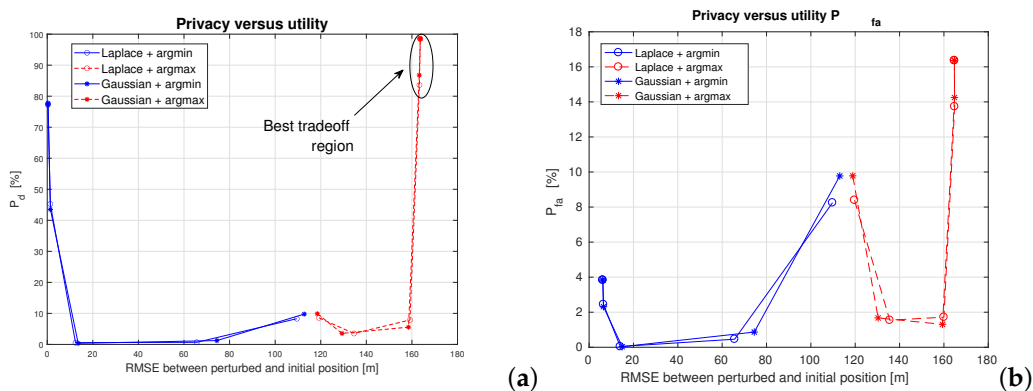 Privacy versus utility
100
90
80
70
60
50
40
30
20
10
0
P_d [%]
Laplace + argmin
Laplace + argmax
Gaussian + argmin
Gaussian + argmax
Best tradeoff
region
0 20 40 60 80 100 120 140 160 180
RMSE between perturbed and initial position [m]
(a)
Privacy versus utility P_fa
18
16
14
12
10
8
6
4
2
0
P_fa [%]
Laplace + argmin
Laplace + argmax
Gaussian + argmin
Gaussian + argmax
0 20 40 60 80 100 120 140 160 180
RMSE between perturbed and initial position [m]
(b)